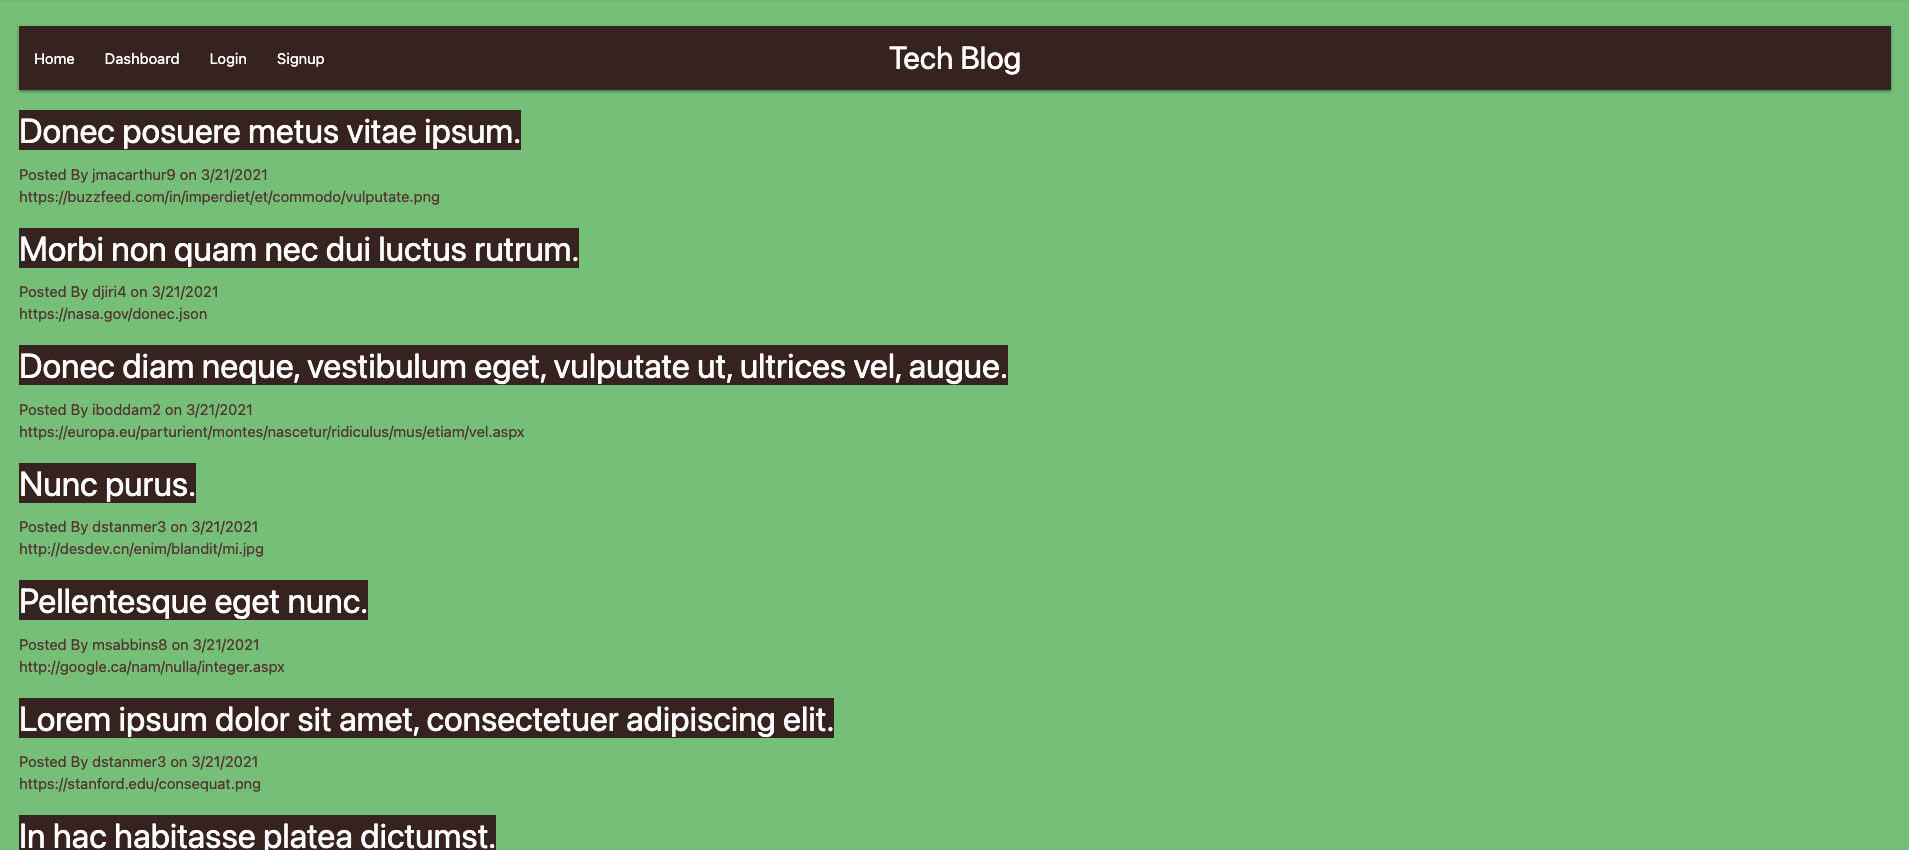 Home Dashboard Login Signup Tech Blog
Donec posuere metus vitae ipsum.
Posted By jmacarthur9 on 3/21/2021
https://buzzfeed.com/in/imperdiet/et/commodo/vulputate.png
Morbi non quam nec dui luctus rutrum.
Posted By djiri4 on 3/21/2021
https://nasa.gov/donec.json
Donec diam neque, vestibulum eget, vulputate ut, ultrices vel, augue.
Posted By iboddam2 on 3/21/2021
https://europa.eu/parturient/montes/nascetur/ridiculus/mus/etiam/vel.aspx
Nunc purus.
Posted By dstanmer3 on 3/21/2021
http://desdev.cn/enim/blandit/mi.jpg
Pellentesque eget nunc.
Posted By msabbins8 on 3/21/2021
http://google.ca/nam/nulla/integer.aspx
Lorem ipsum dolor sit amet, consectetuer adipiscing elit.
Posted By dstanmer3 on 3/21/2021
https://stanford.edu/consequat.png
In hac habitasse platea dictumst.